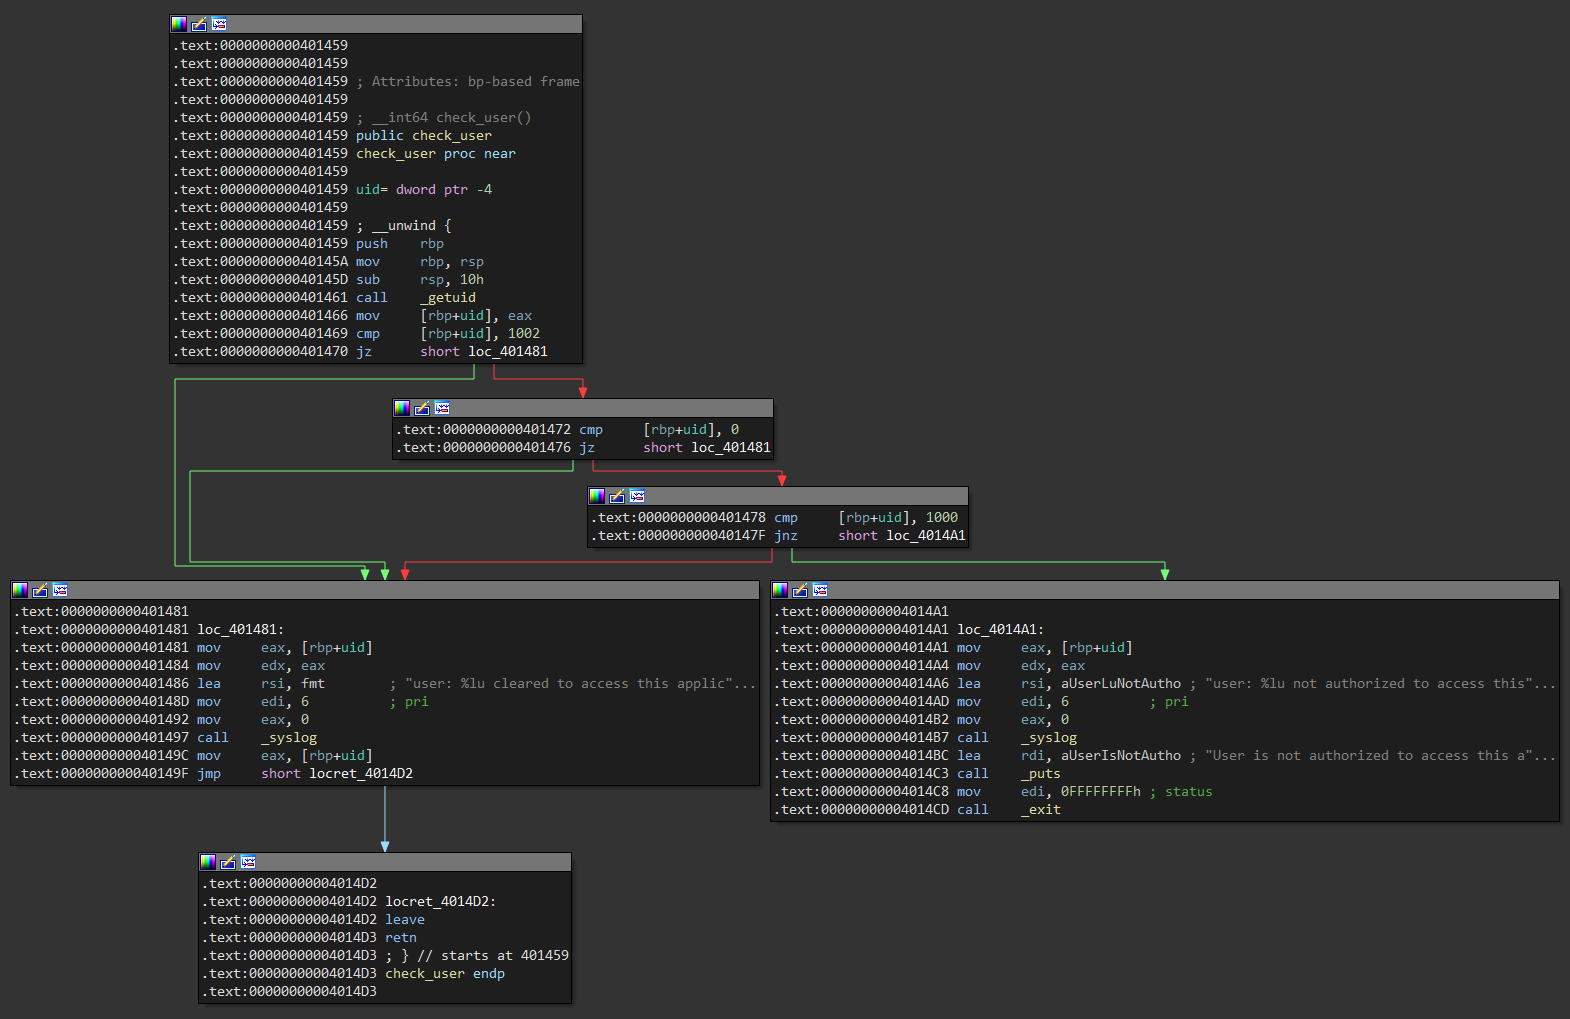 .text:0000000000401459
.text:0000000000401459
.text:0000000000401459 ; Attributes: bp-based frame
.text:0000000000401459
.text:0000000000401459 ; __int64 check_user()
.text:0000000000401459 public check_user
.text:0000000000401459 check_user proc near
.text:0000000000401459
.text:0000000000401459 uid= dword ptr -4
.text:0000000000401459
.text:0000000000401459 ; __unwind {
.text:0000000000401459 push rbp
.text:000000000040145A mov rbp, rsp
.text:000000000040145D sub rsp, 10h
.text:0000000000401461 call _getuid
.text:0000000000401466 mov [rbp+uid], eax
.text:0000000000401469 cmp [rbp+uid], 1002
.text:0000000000401470 jz short loc_401481
.text:0000000000401472 cmp [rbp+uid], 0
.text:0000000000401476 jz short loc_401481
.text:0000000000401478 cmp [rbp+uid], 1000
.text:000000000040147F jnz short loc_4014A1
.text:0000000000401481
.text:0000000000401481 loc_401481:
.text:0000000000401481 mov eax, [rbp+uid]
.text:0000000000401484 mov edx, eax
.text:0000000000401486 lea rsi, fmt ; "user: %lu cleared to access this applic"...
.text:000000000040148D mov edi, 6 ; pri
.text:0000000000401492 mov eax, 0
.text:0000000000401497 call _syslog
.text:000000000040149C mov eax, [rbp+uid]
.text:000000000040149F jmp short locret_4014D2
.text:00000000004014A1
.text:00000000004014A1 loc_4014A1:
.text:00000000004014A1 mov eax, [rbp+uid]
.text:00000000004014A4 mov edx, eax
.text:00000000004014A6 lea rsi, aUserLuNotAutho ; "user: %lu not authorized to access this"...
.text:00000000004014AD mov edi, 6 ; pri
.text:00000000004014B2 mov eax, 0
.text:00000000004014B7 call _syslog
.text:00000000004014BC lea rdi, aUserIsNotAutho ; "User is not authorized to access this a"...
.text:00000000004014C3 call _puts
.text:00000000004014C8 mov edi, 0FFFFFFFFh ; status
.text:00000000004014CD call _exit
.text:00000000004014D2
.text:00000000004014D2 locret_4014D2:
.text:00000000004014D2 leave
.text:00000000004014D3 retn
.text:00000000004014D3 ; } // starts at 401459
.text:00000000004014D3 check_user endp
.text:00000000004014D3